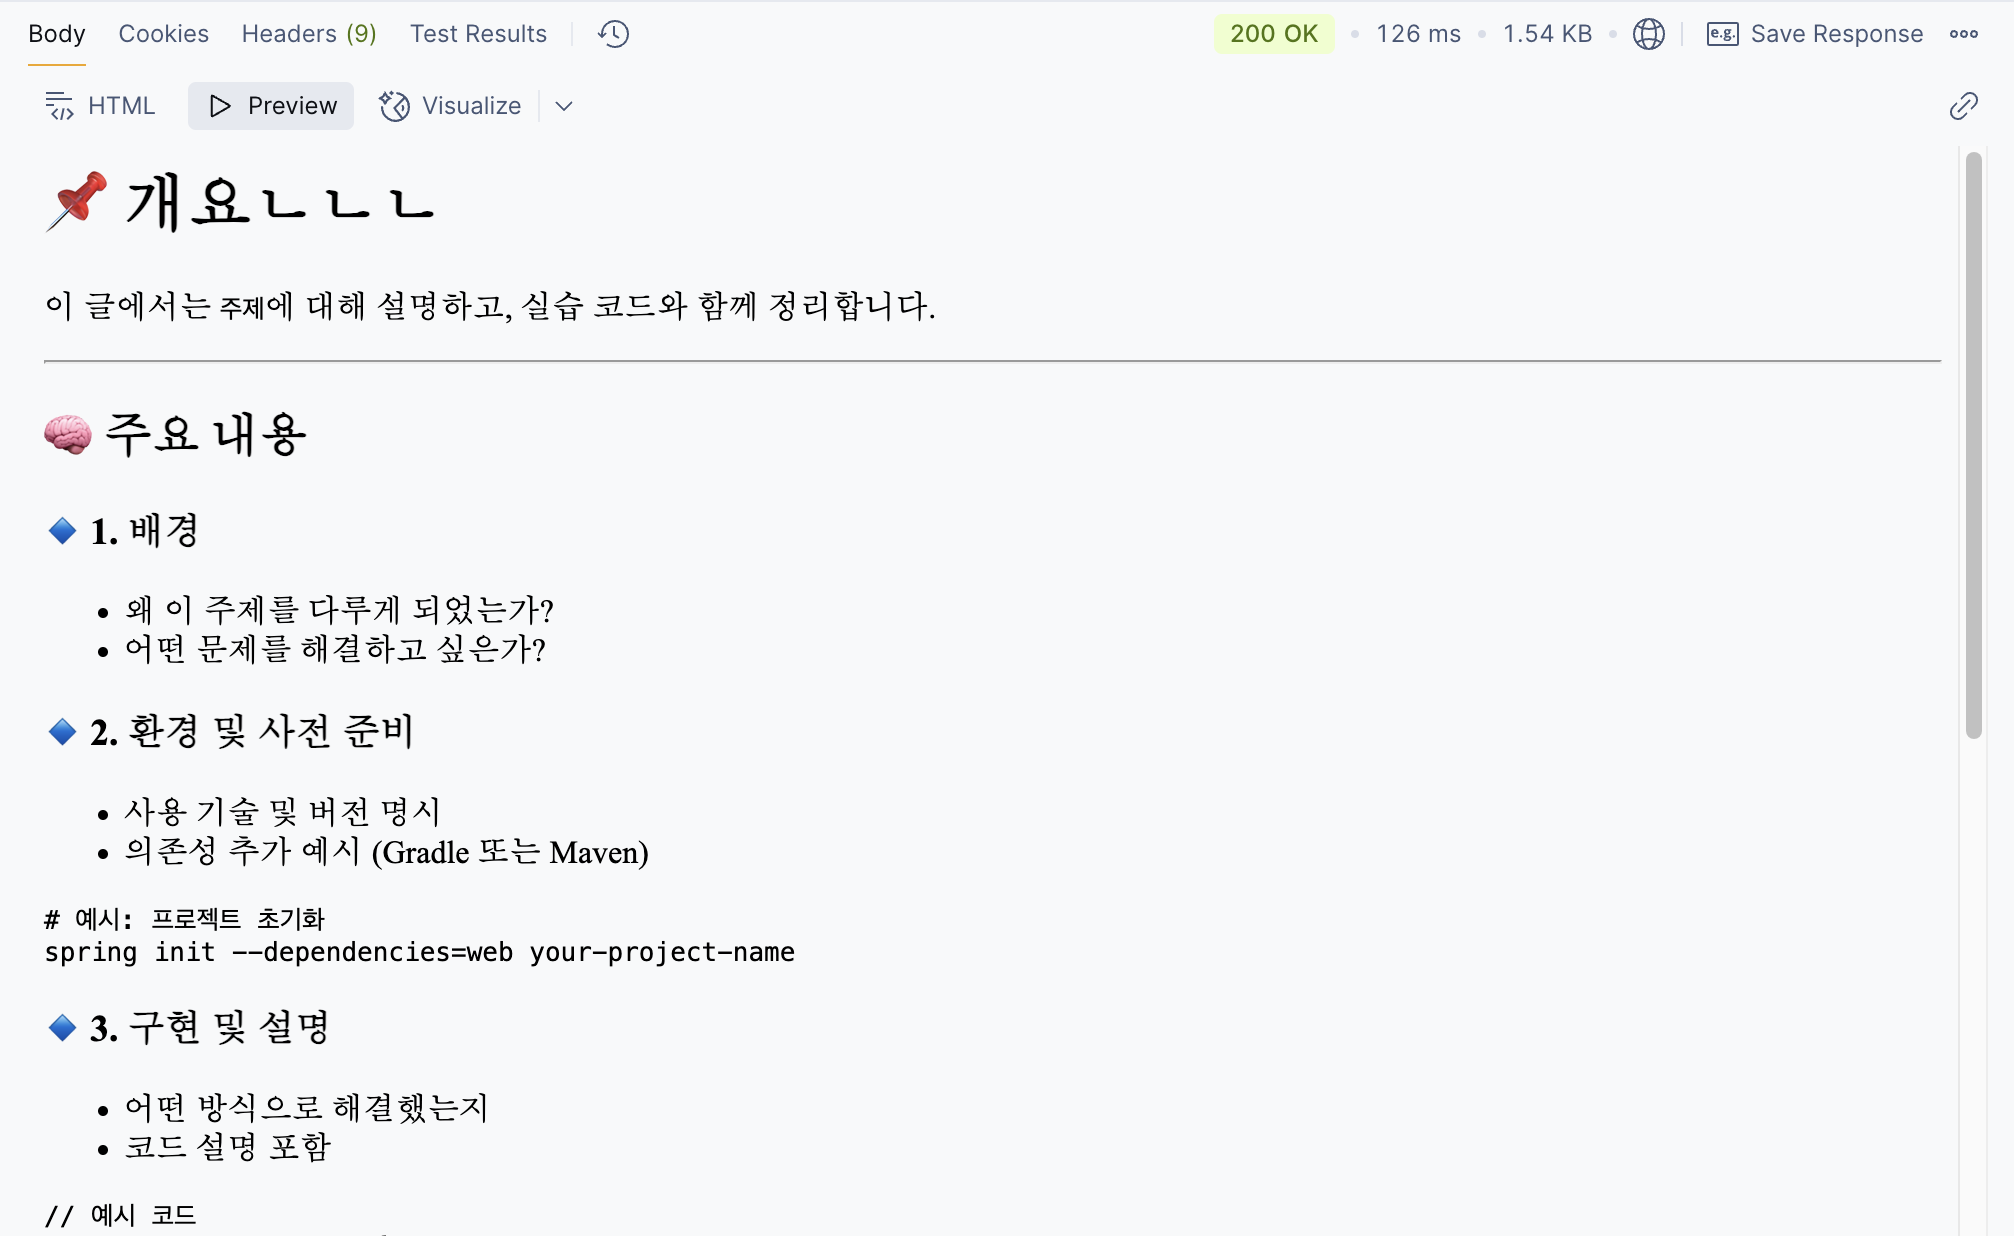 Body Cookies Headers (9) Test Results 200 OK • 126 ms • 1.54 KB • e.g. Save Response
HTML Preview Visualize
📌 개요ㄴㄴㄴ
이 글에서는 주제에 대해 설명하고, 실습 코드와 함께 정리합니다.
🧠 주요 내용
🔷 1. 배경
• 왜 이 주제를 다루게 되었는가?
• 어떤 문제를 해결하고 싶은가?
🔷 2. 환경 및 사전 준비
• 사용 기술 및 버전 명시
• 의존성 추가 예시 (Gradle 또는 Maven)
# 예시: 프로젝트 초기화
spring init --dependencies=web your-project-name
🔷 3. 구현 및 설명
• 어떤 방식으로 해결했는지
• 코드 설명 포함
// 예시 코드